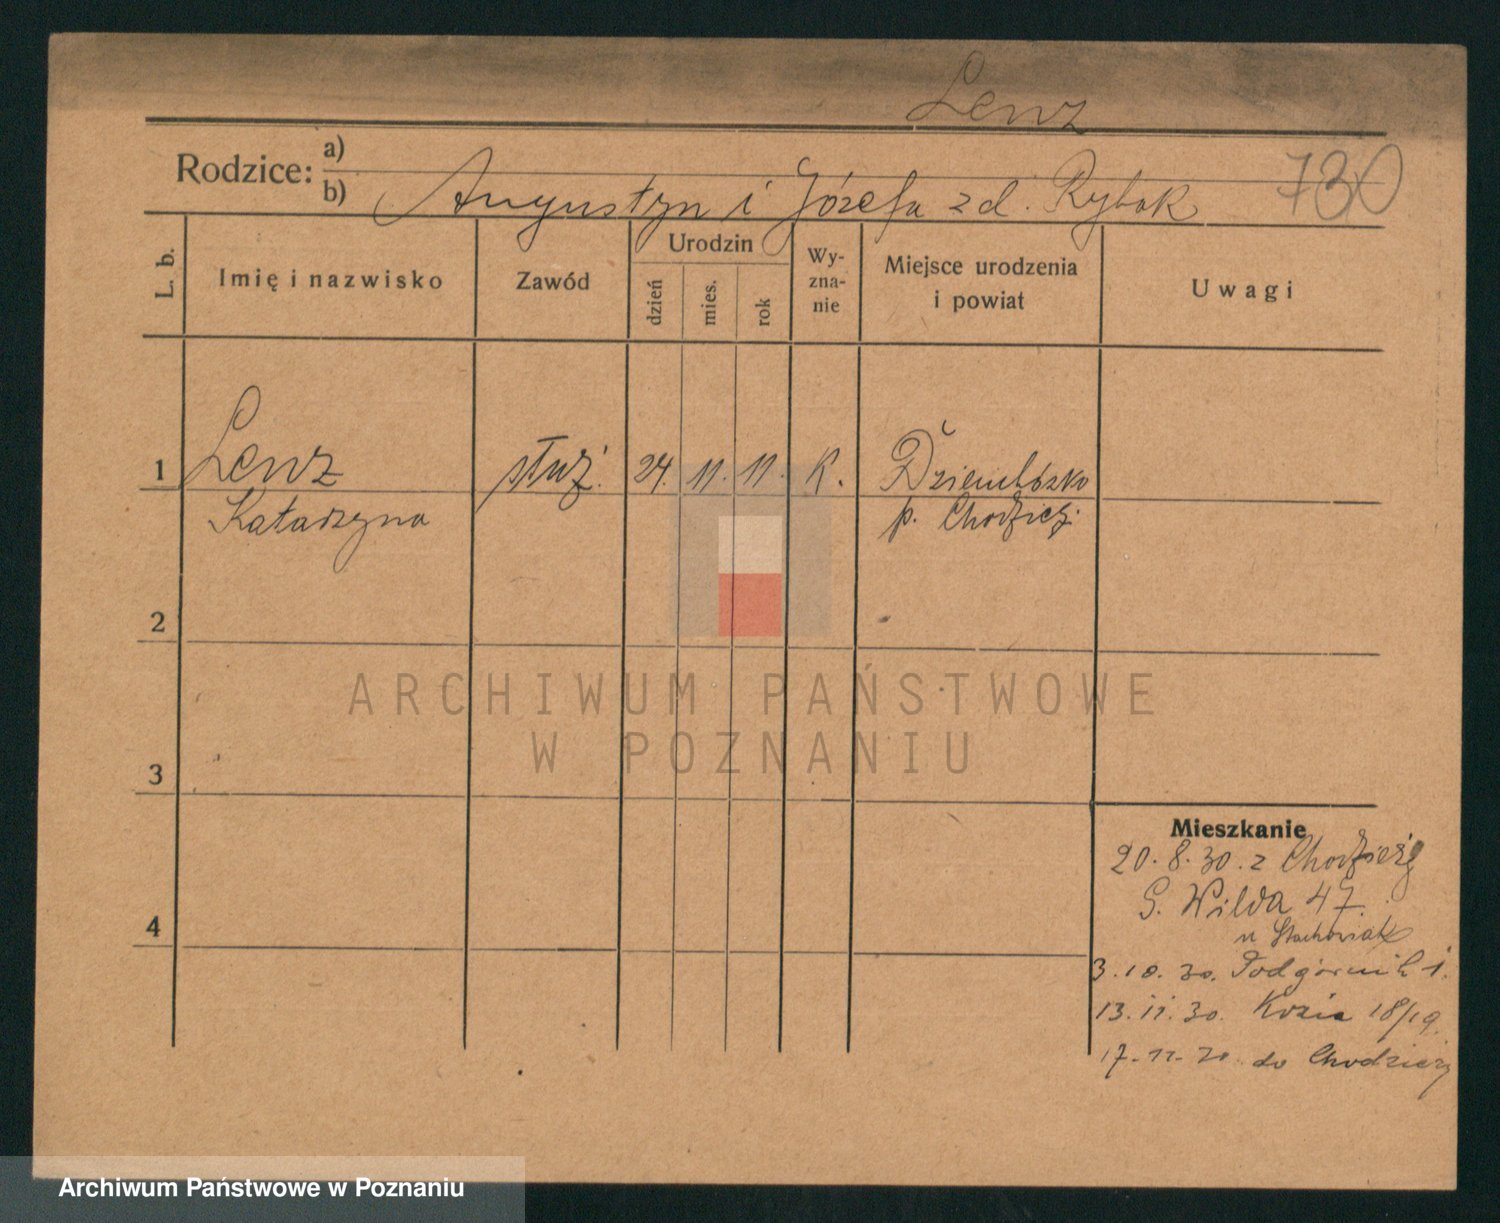 Lenz
Rodzice: a)
b) Augustyn i Józefa z d. Rybak 730
L. b.
Imię i nazwisko
Zawód
Urodzin
dzień
mies.
rok
Wy-
zna-
nie
Miejsce urodzenia
i powiat
Uwagi
1 Lenz służ. 24. 11. 11. K.
Katarzyna p. Chodzież
2
3
4
Mieszkanie
20. 8. 30. z Chodzieży
G. Wilda 47.
u Stachowiak
3. 10. 30. Podgórnik 1.
13. 11. 30. Kozia 18/19.
17. 11. 30. do Chodzieży
ARCHIWUM PAŃSTWOWE
W POZNANIU
Archiwum Państwowe w Poznaniu